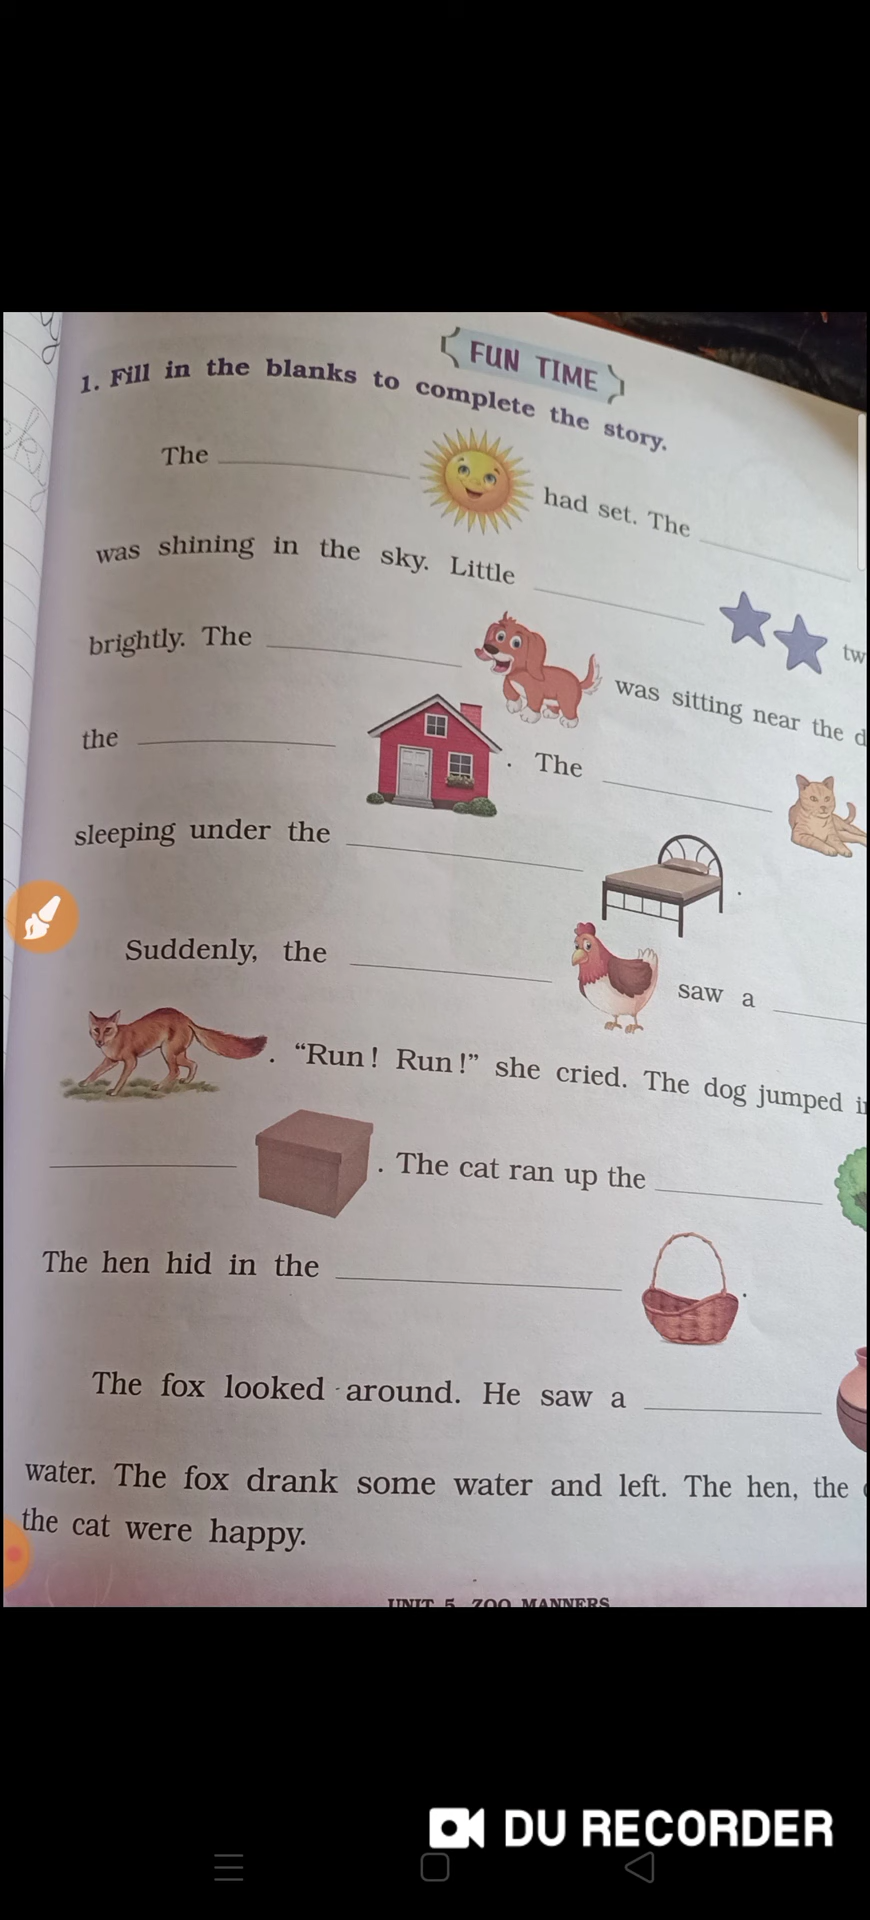 FUN TIME
1. Fill in the blanks to complete the story.
The had set. The
was shining in the sky. Little
tw
brightly. The was sitting near the d
the . The
sleeping under the .
Suddenly, the saw a
. "Run! Run!" she cried. The dog jumped i
. The cat ran up the
The hen hid in the .
The fox looked around. He saw a
water. The fox drank some water and left. The hen, the
the cat were happy.
UNIT 5 ZOO MANNERS
DU RECORDER